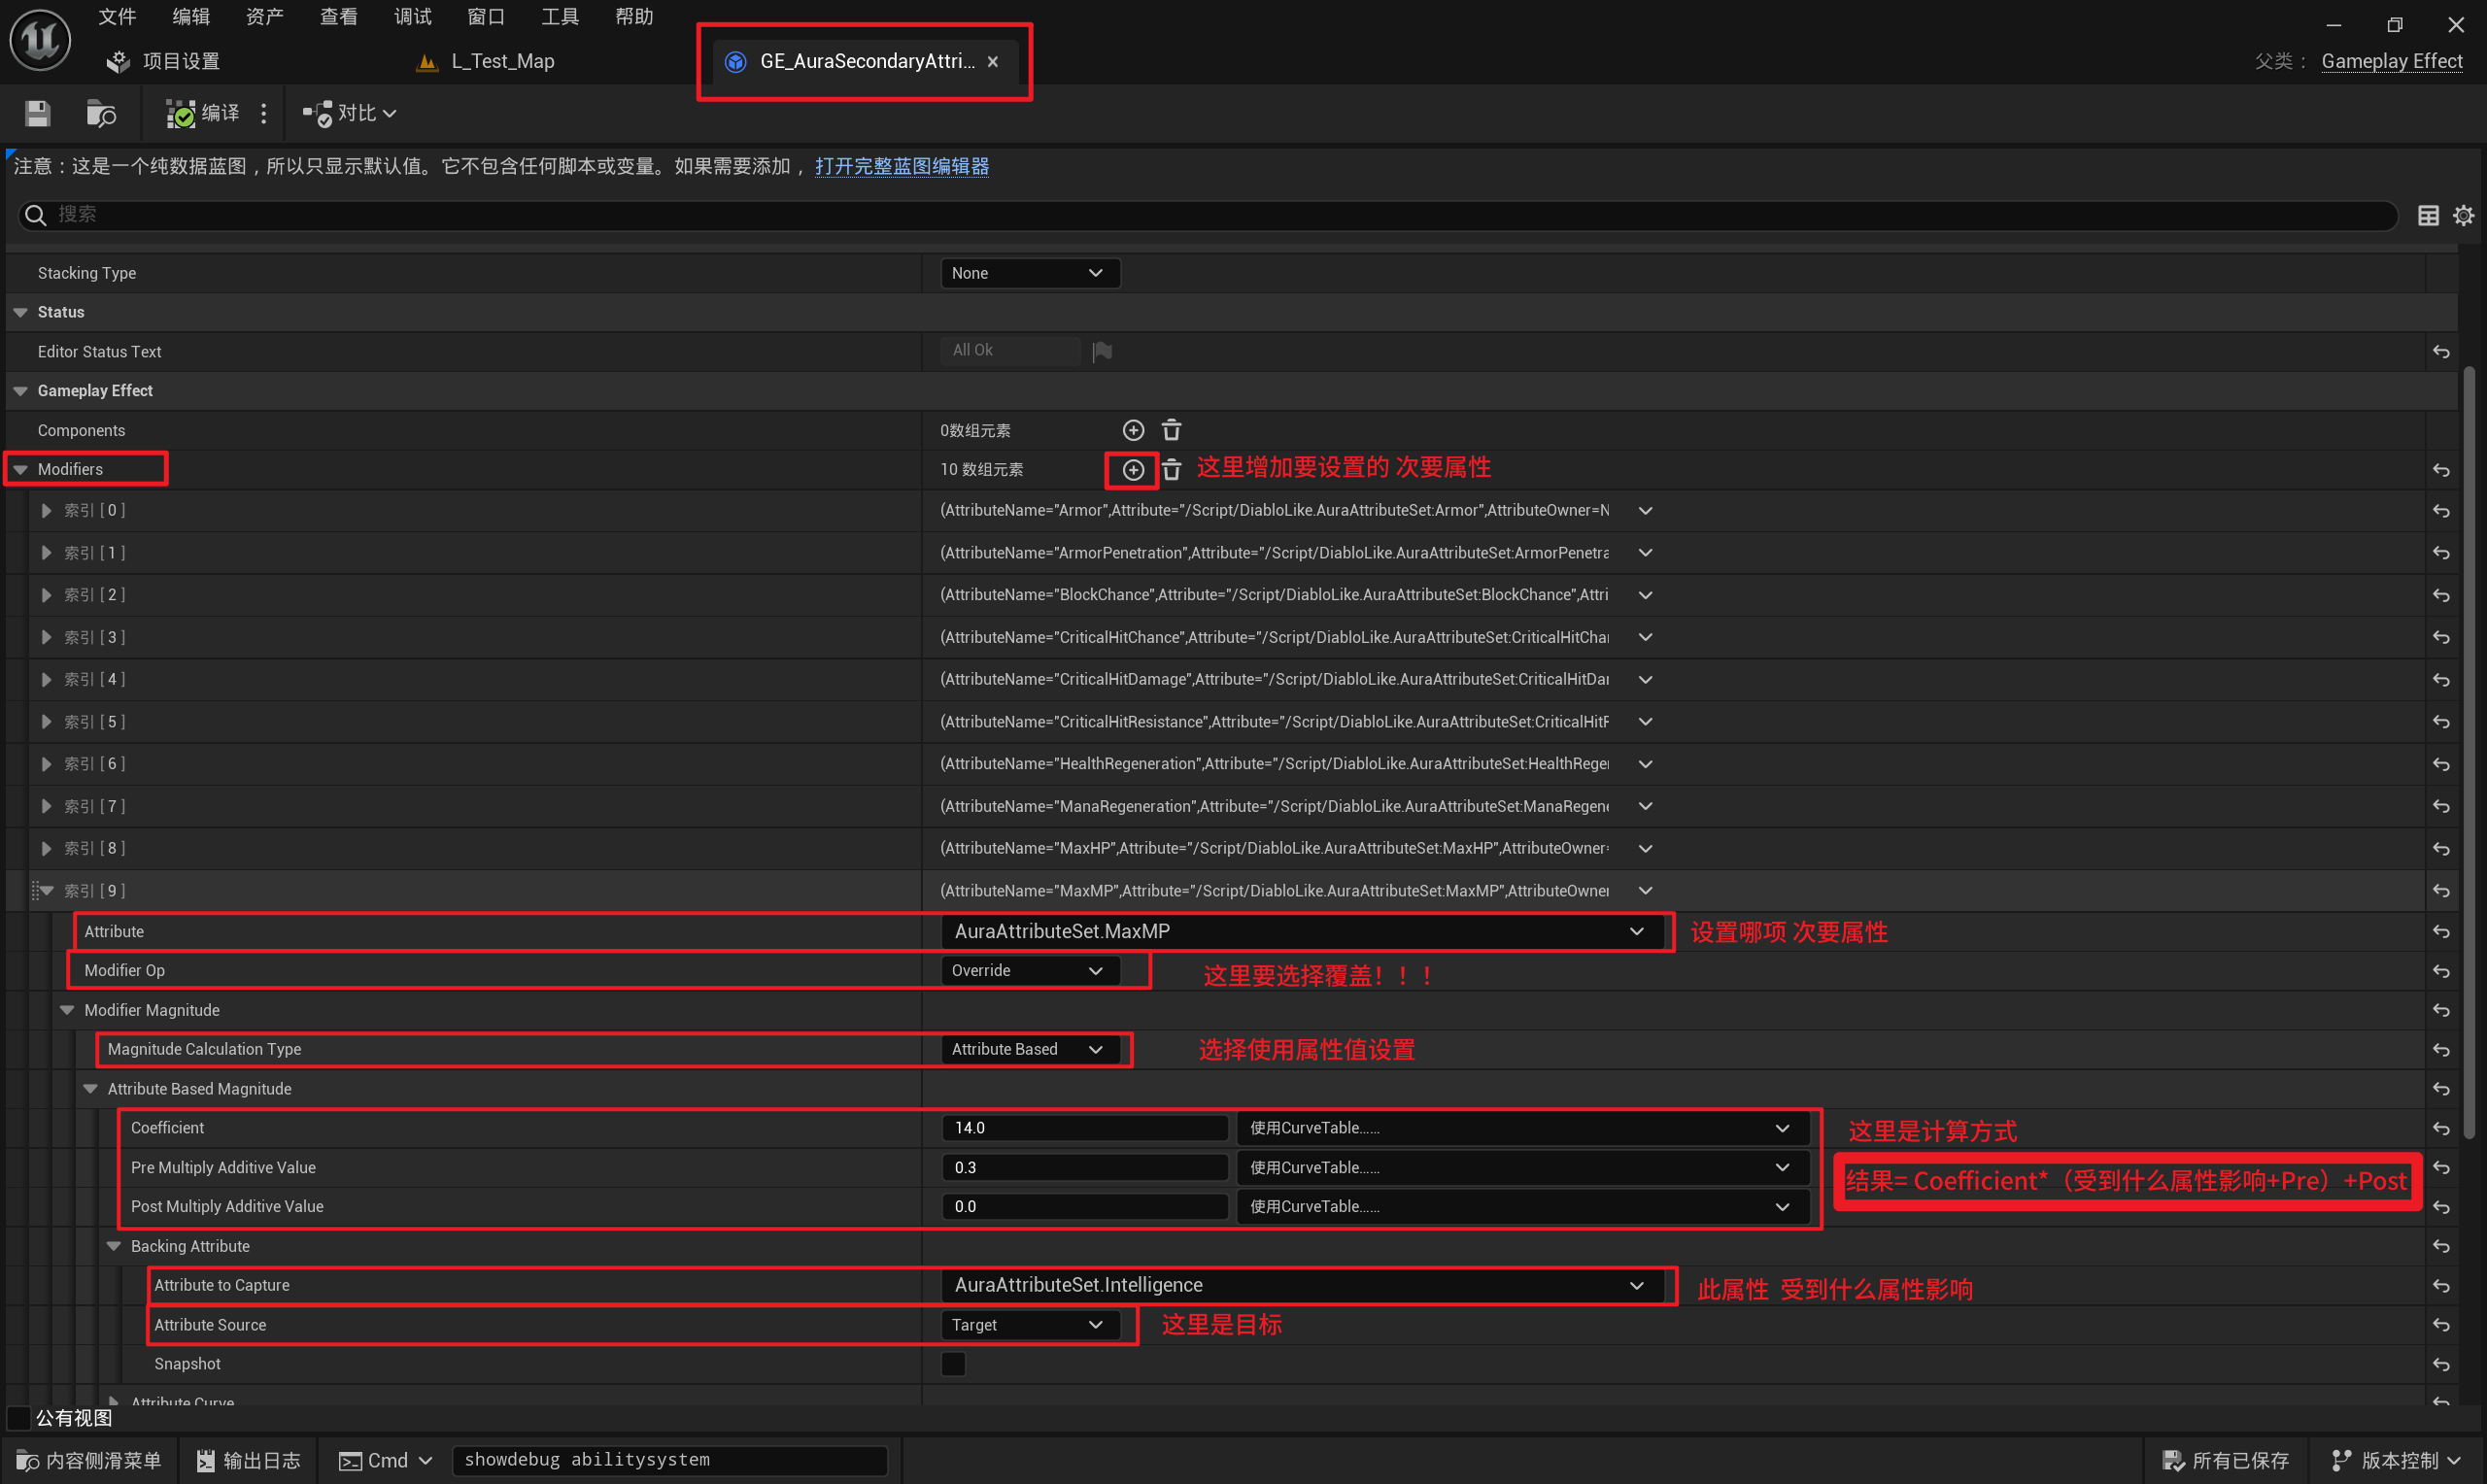 文件 编辑 资产 查看 调试 窗口 工具 帮助
项目设置 L_Test_Map GE_AuraSecondaryAttri... 父类： Gameplay Effect
编译 对比
注意：这是一个纯数据蓝图，所以只显示默认值。它不包含任何脚本或变量。如果需要添加，打开完整蓝图编辑器
搜索
Stacking Type None
Status
Editor Status Text All Ok
Gameplay Effect
Components 0数组元素
Modifiers 10 数组元素 这里增加要设置的 次要属性
索引 [ 0 ] (AttributeName="Armor",Attribute="/Script/DiabloLike.AuraAttributeSet:Armor",AttributeOwner=N
索引 [ 1 ] (AttributeName="ArmorPenetration",Attribute="/Script/DiabloLike.AuraAttributeSet:ArmorPenetra
索引 [ 2 ] (AttributeName="BlockChance",Attribute="/Script/DiabloLike.AuraAttributeSet:BlockChance",Attri
索引 [ 3 ] (AttributeName="CriticalHitChance",Attribute="/Script/DiabloLike.AuraAttributeSet:CriticalHitChar
索引 [ 4 ] (AttributeName="CriticalHitDamage",Attribute="/Script/DiabloLike.AuraAttributeSet:CriticalHitDar
索引 [ 5 ] (AttributeName="CriticalHitResistance",Attribute="/Script/DiabloLike.AuraAttributeSet:CriticalHitF
索引 [ 6 ] (AttributeName="HealthRegeneration",Attribute="/Script/DiabloLike.AuraAttributeSet:HealthReger
索引 [ 7 ] (AttributeName="ManaRegeneration",Attribute="/Script/DiabloLike.AuraAttributeSet:ManaRegene
索引 [ 8 ] (AttributeName="MaxHP",Attribute="/Script/DiabloLike.AuraAttributeSet:MaxHP",AttributeOwner=
索引 [ 9 ] (AttributeName="MaxMP",Attribute="/Script/DiabloLike.AuraAttributeSet:MaxMP",AttributeOwner
Attribute AuraAttributeSet.MaxMP 设置哪项 次要属性
Modifier Op Override 这里要选择覆盖！！！
Modifier Magnitude
Magnitude Calculation Type Attribute Based 选择使用属性值设置
Attribute Based Magnitude
Coefficient 14.0 使用CurveTable...... 这里是计算方式
Pre Multiply Additive Value 0.3 使用CurveTable...... 结果= Coefficient*（受到什么属性影响+Pre）+Post
Post Multiply Additive Value 0.0 使用CurveTable......
Backing Attribute
Attribute to Capture AuraAttributeSet.Intelligence 此属性 受到什么属性影响
Attribute Source Target 这里是目标
Snapshot
Attribute Curve
公有视图
内容侧滑菜单 输出日志 Cmd showdebug abilitysystem 所有已保存 版本控制